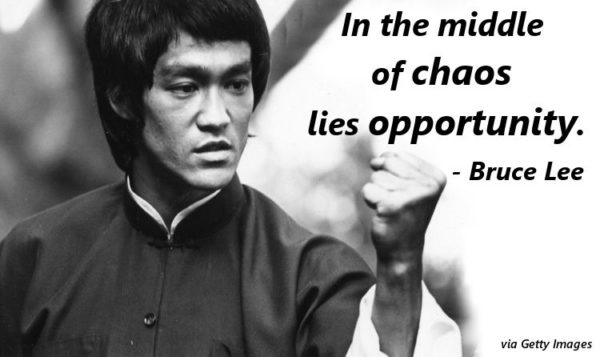 In the middle
of chaos
lies opportunity.
- Bruce Lee
via Getty Images